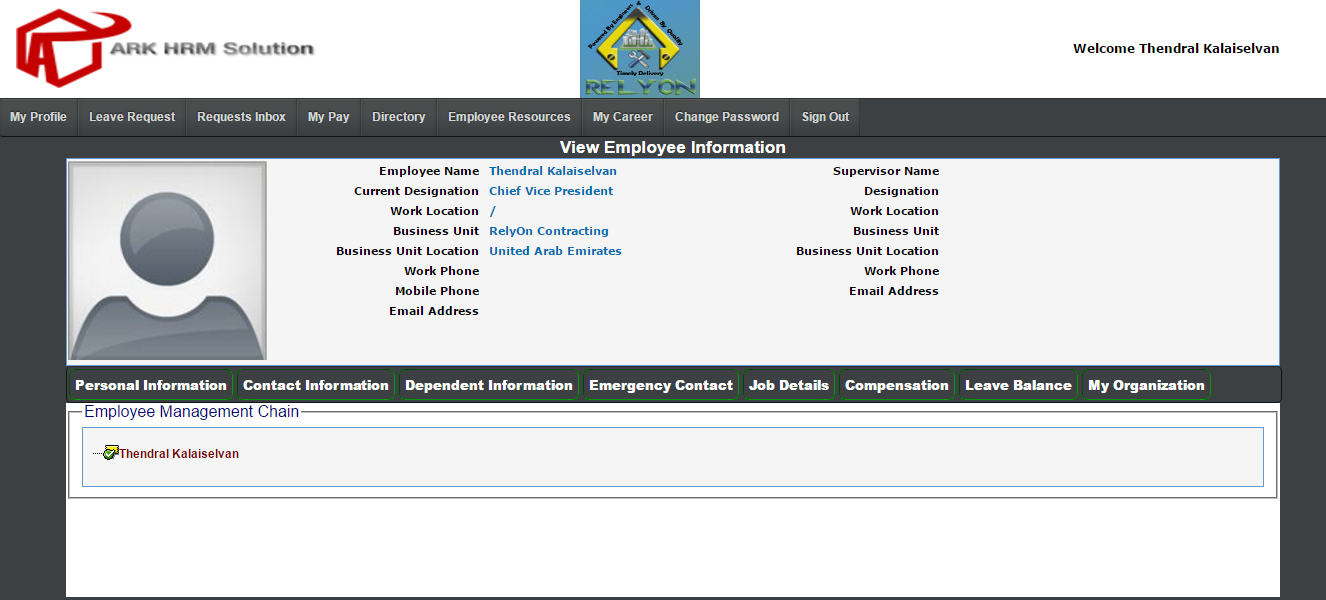 ARK HRM Solution
Powered By Engineers & Driven By Quality
Timely Delivery
RELYON
Welcome Thendral Kalaiselvan
My Profile Leave Request Requests Inbox My Pay Directory Employee Resources My Career Change Password Sign Out
View Employee Information
Employee Name Thendral Kalaiselvan Supervisor Name
Current Designation Chief Vice President Designation
Work Location / Work Location
Business Unit RelyOn Contracting Business Unit
Business Unit Location United Arab Emirates Business Unit Location
Work Phone Work Phone
Mobile Phone Email Address
Email Address
Personal Information Contact Information Dependent Information Emergency Contact Job Details Compensation Leave Balance My Organization
Employee Management Chain
Thendral Kalaiselvan